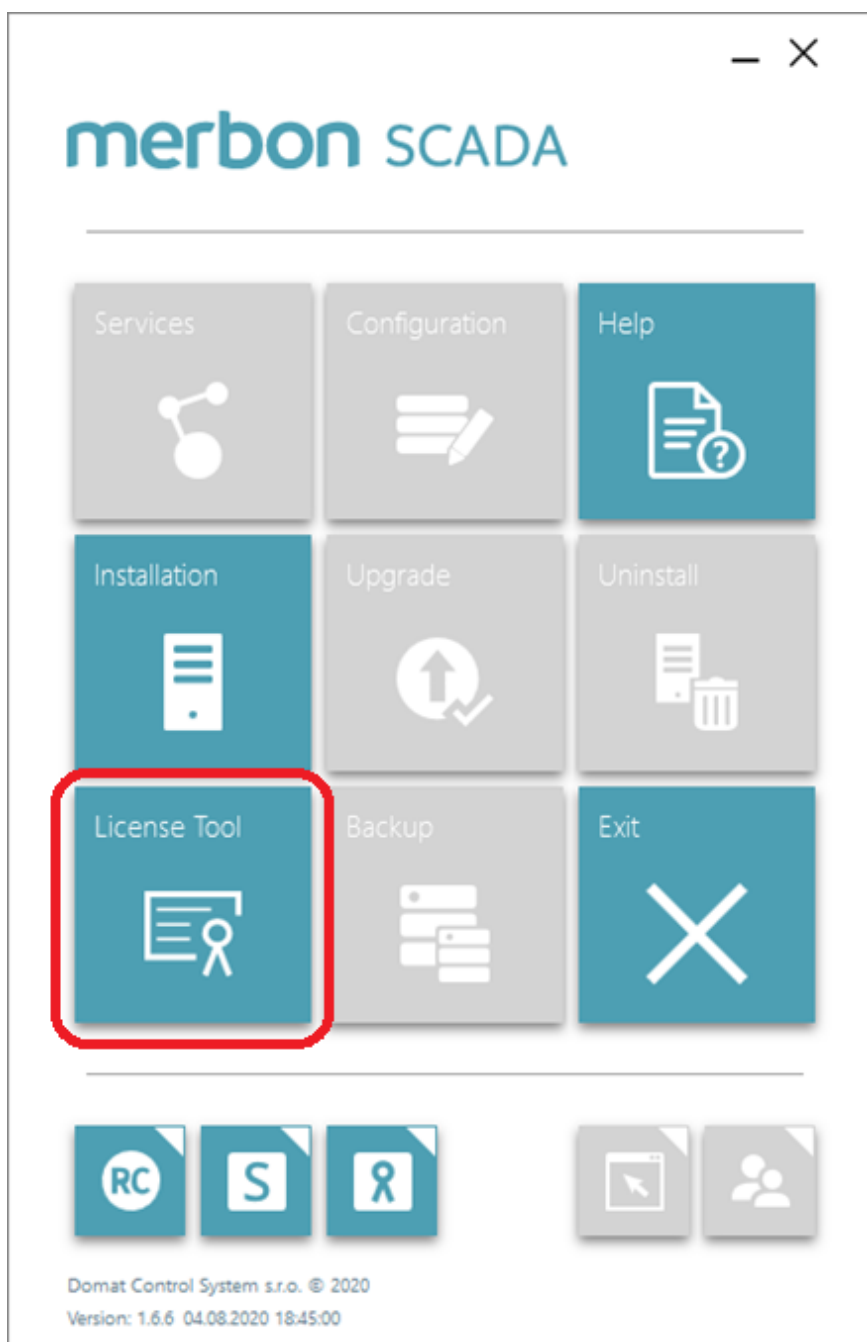 merbon SCADA
Services Configuration Help
?
Installation Upgrade Uninstall
License Tool Backup Exit
RC S
Domat Control System s.r.o. © 2020
Version: 1.6.6 04.08.2020 18:45:00